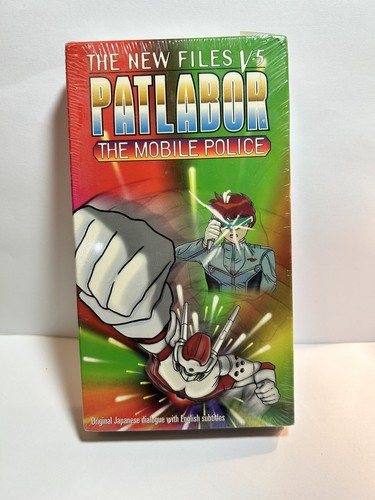 THE NEW FILES V.5
PATLABOR
THE MOBILE POLICE
Original Japanese dialogue with English subtitles